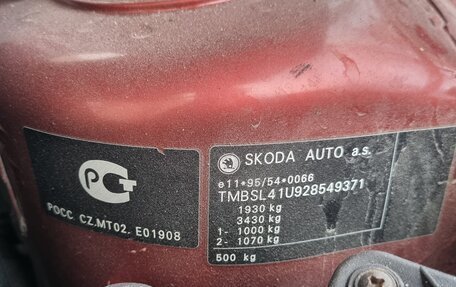 SKODA AUTO a.s.
e11*95/54*0066
TMBSL41U928549371
1930 kg
3430 kg
1- 1000 kg
2- 1070 kg
500 kg
РСТ
РОСС CZ.MT02. E01908